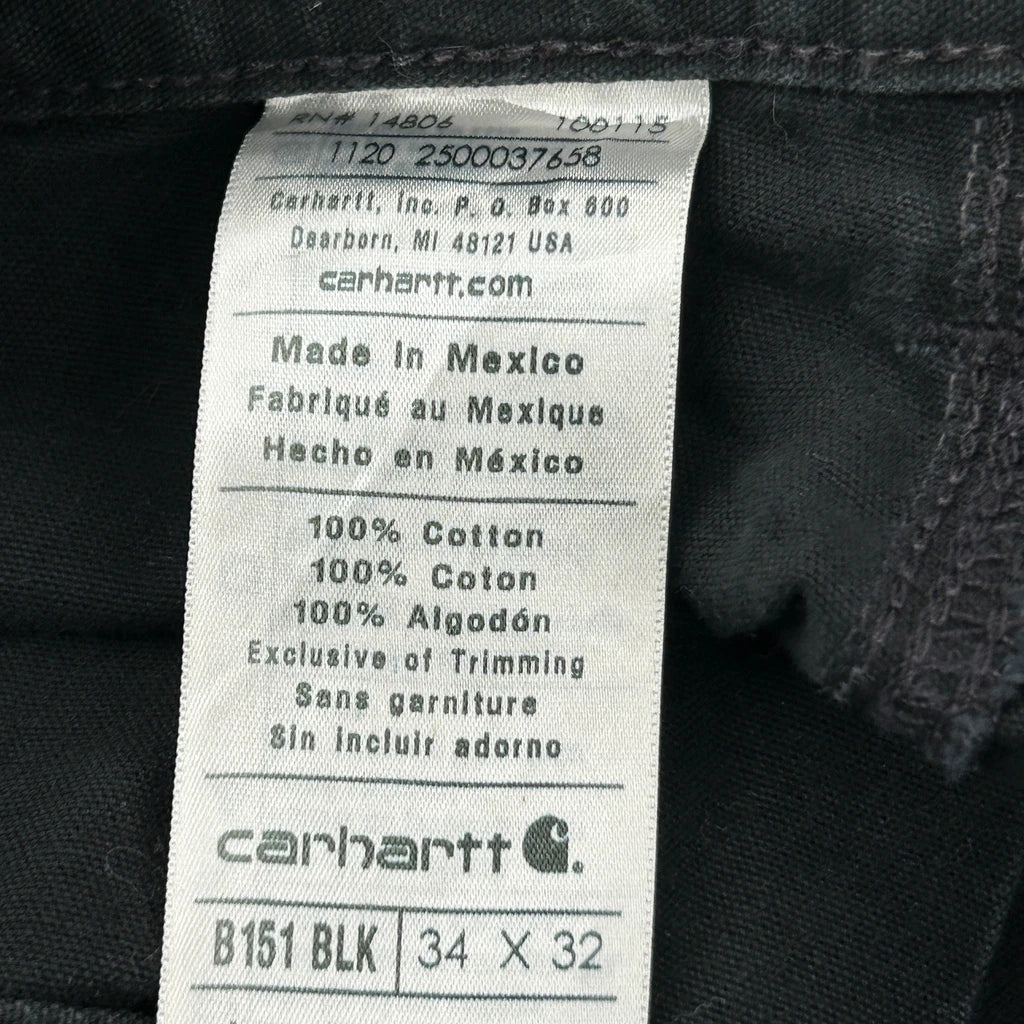 RN# 14806 100115
1120 2500037658
Carhartt, Inc. P. O. Box 600
Dearborn, MI 48121 USA
carhartt.com
Made in Mexico
Fabriqué au Mexique
Hecho en México
100% Cotton
100% Coton
100% Algodón
Exclusive of Trimming
Sans garniture
Sin incluir adorno
carhartt
B151 BLK 34 X 32